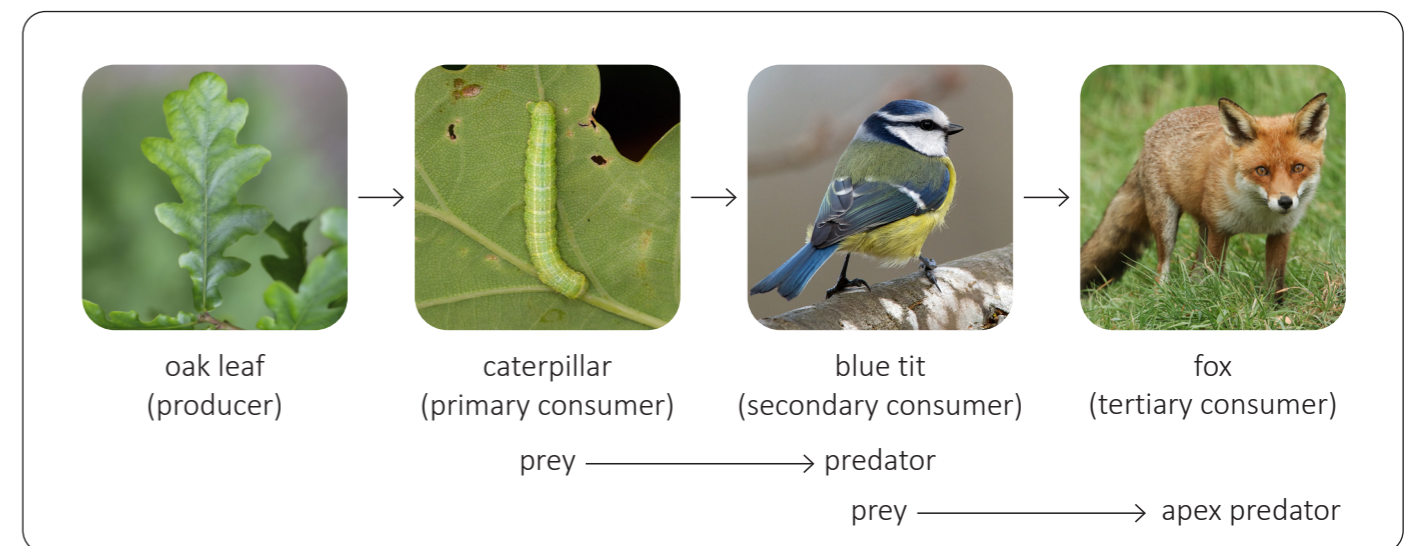 oak leaf
(producer)
caterpillar
(primary consumer)
blue tit
(secondary consumer)
fox
(tertiary consumer)
prey
predator
prey
apex predator